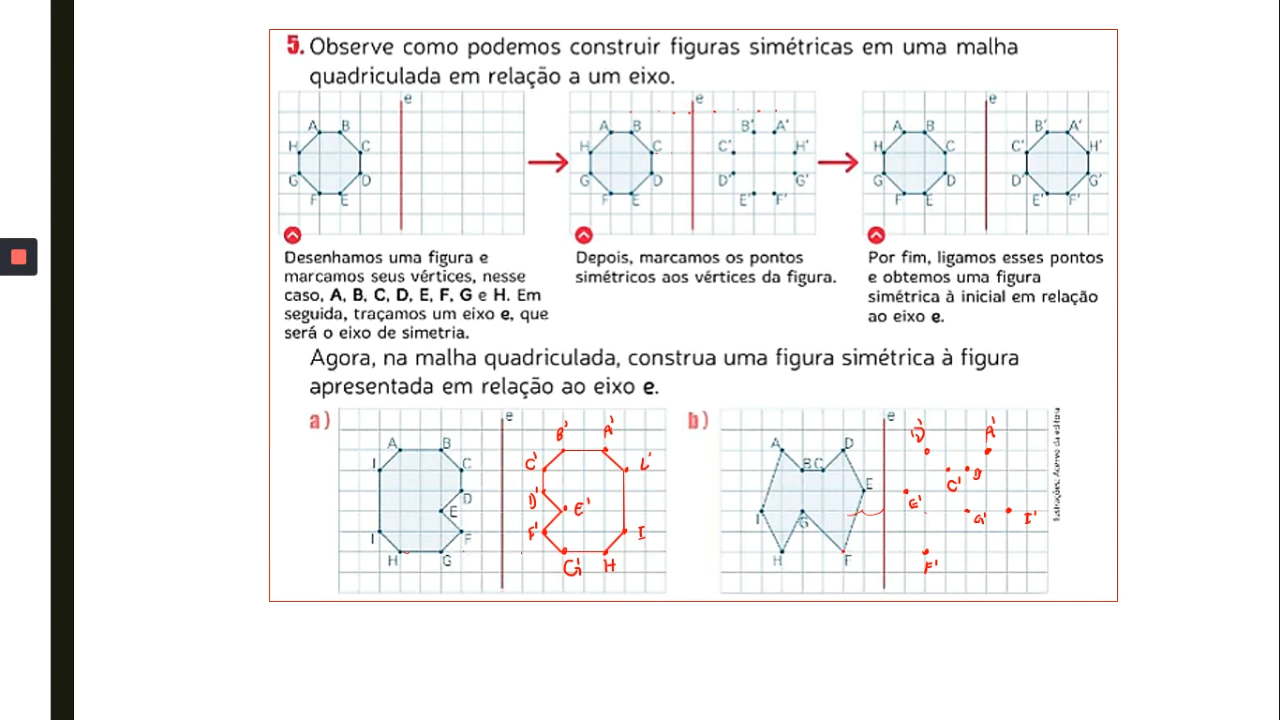 5. Observe como podemos construir figuras simétricas em uma malha
quadriculada em relação a um eixo.
e
A B
H C
G D
F E
e
A B B' A'
H C C' H'
G D D' G'
F E E' F'
e
A B B' A'
H C C' H'
G D D' G'
F E E' F'
Desenhamos uma figura e
marcamos seus vértices, nesse
caso, A, B, C, D, E, F, G e H. Em
seguida, traçamos um eixo e, que
será o eixo de simetria.
Depois, marcamos os pontos
simétricos aos vértices da figura.
Por fim, ligamos esses pontos
e obtemos uma figura
simétrica à inicial em relação
ao eixo e.
Agora, na malha quadriculada, construa uma figura simétrica à figura
apresentada em relação ao eixo e.
a)
e
A B B' A'
I C C' L'
D D'
E E'
I F F' I
H G G' H
b)
e
A D D' A'
B C C'
E E'
I G G' I'
H F F'
Ilustrações: Acervo da editora